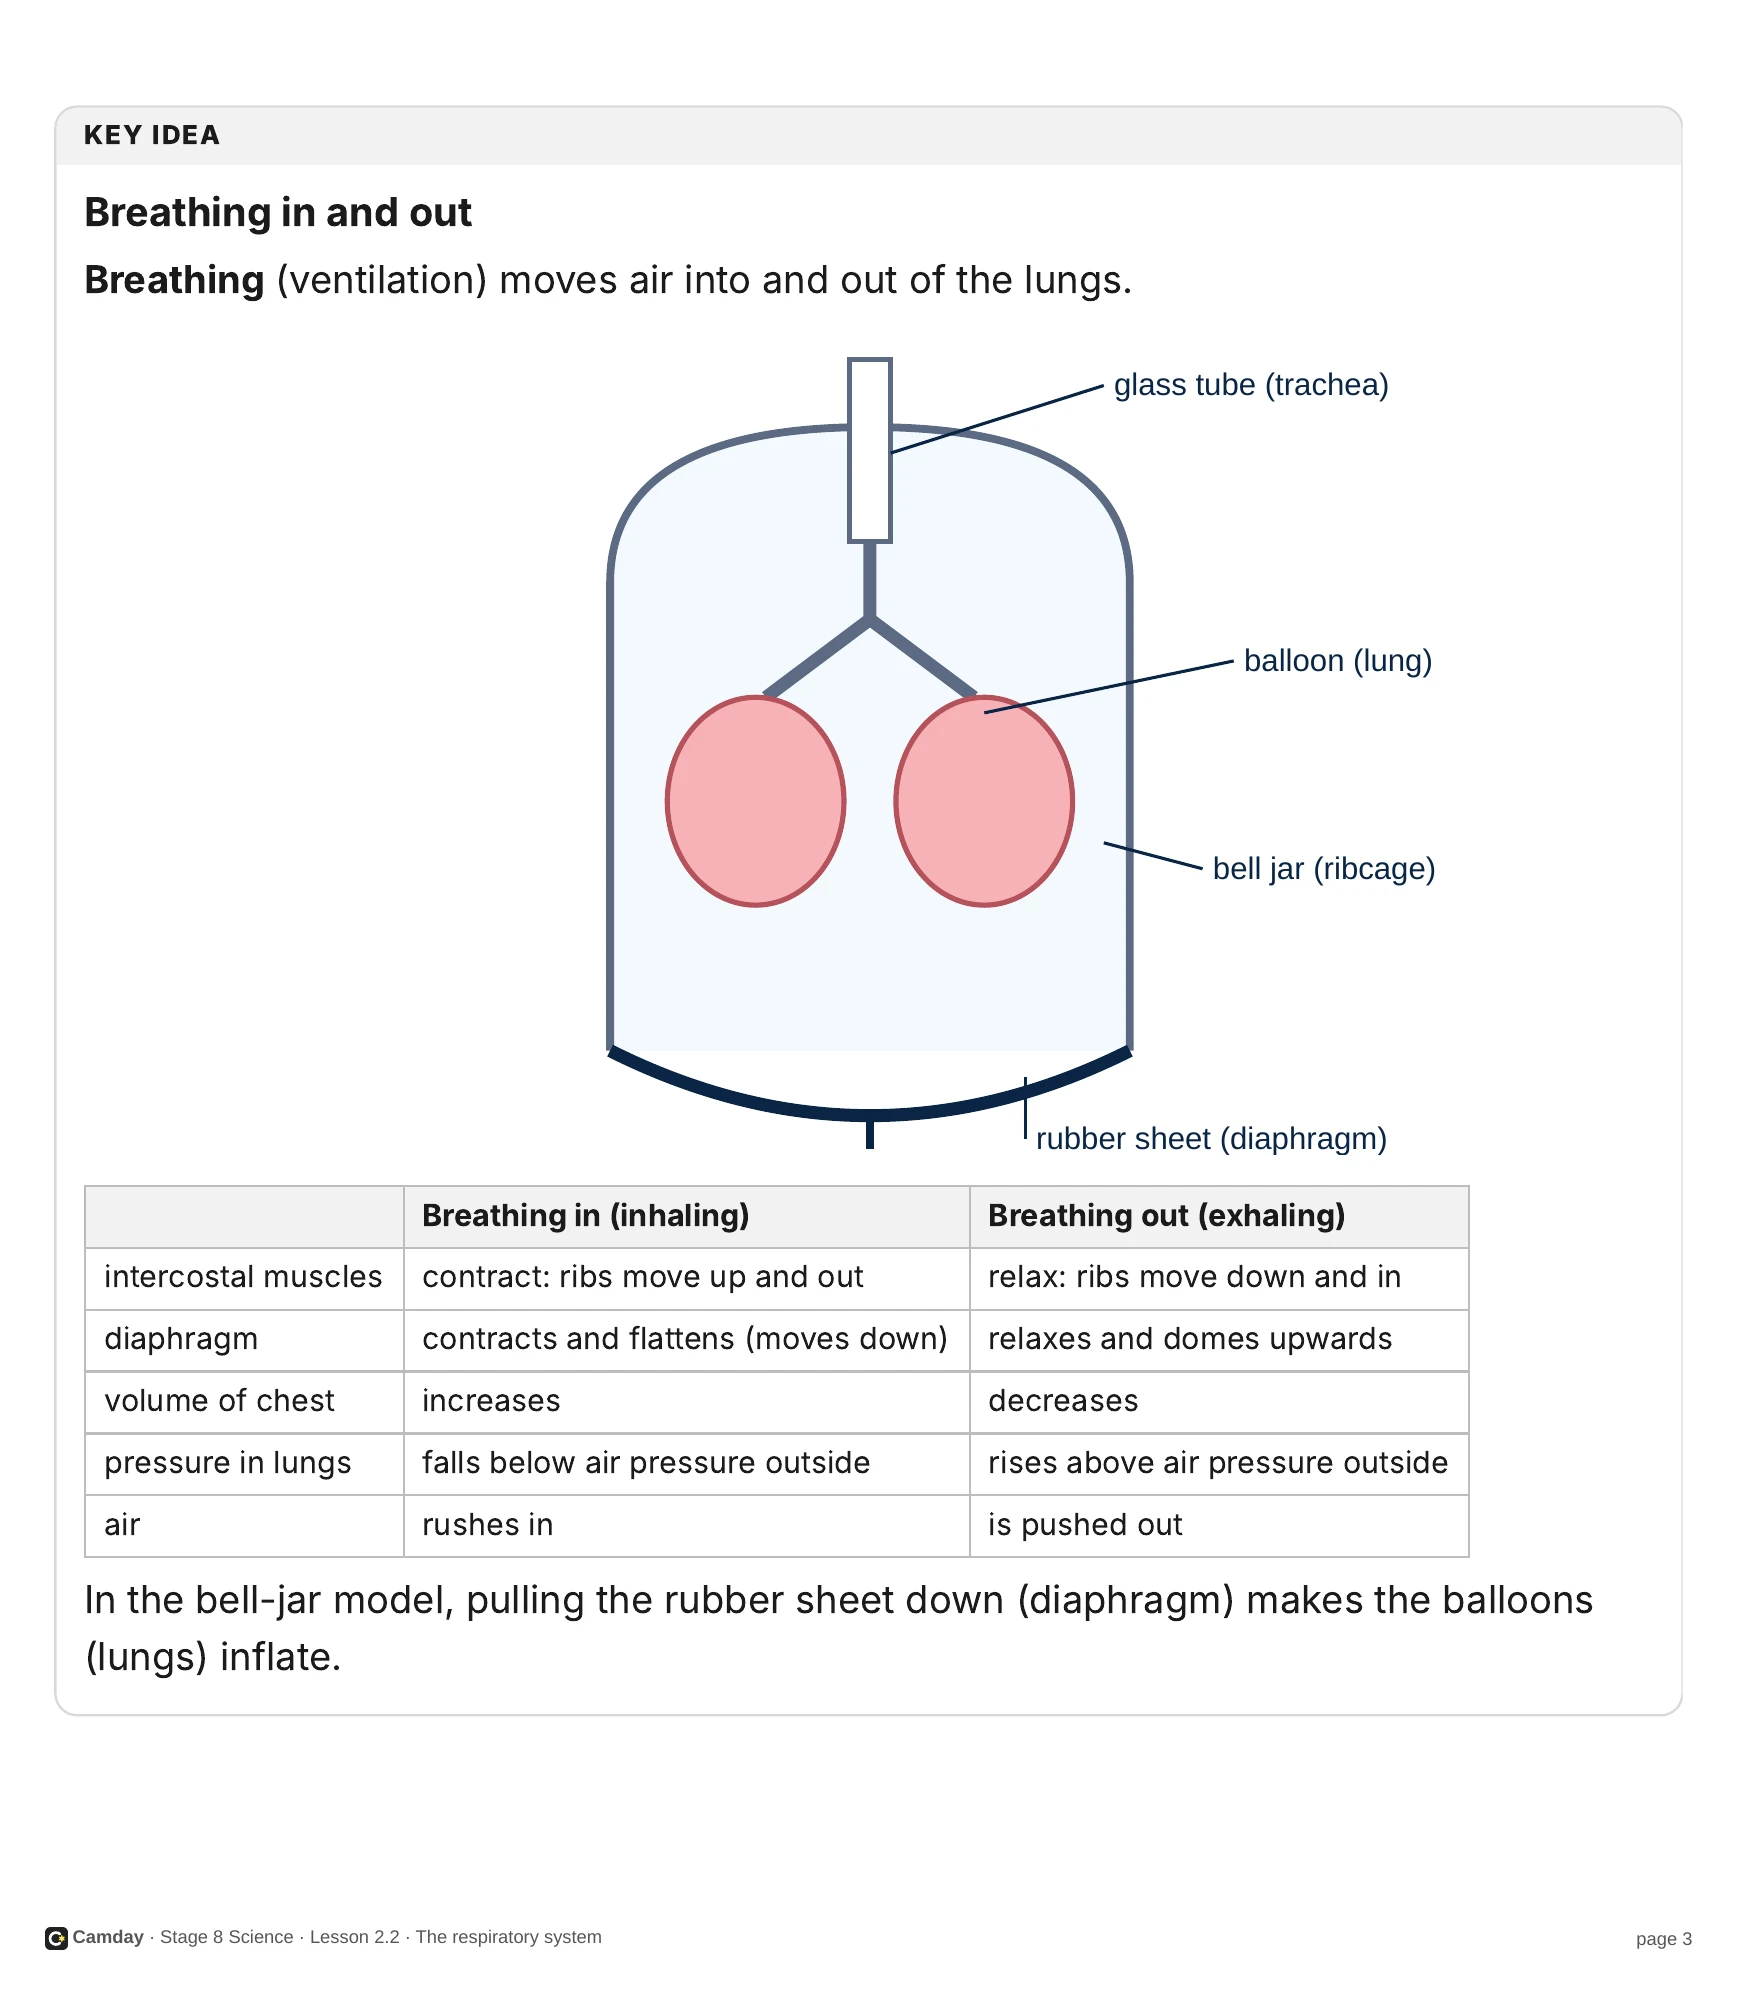 KEY IDEA
Breathing in and out
Breathing (ventilation) moves air into and out of the lungs.
glass tube (trachea)
balloon (lung)
bell jar (ribcage)
rubber sheet (diaphragm)
Breathing in (inhaling) Breathing out (exhaling)
intercostal muscles contract: ribs move up and out relax: ribs move down and in
diaphragm contracts and flattens (moves down) relaxes and domes upwards
volume of chest increases decreases
pressure in lungs falls below air pressure outside rises above air pressure outside
air rushes in is pushed out
In the bell-jar model, pulling the rubber sheet down (diaphragm) makes the balloons
(lungs) inflate.
Camday · Stage 8 Science · Lesson 2.2 · The respiratory system page 3